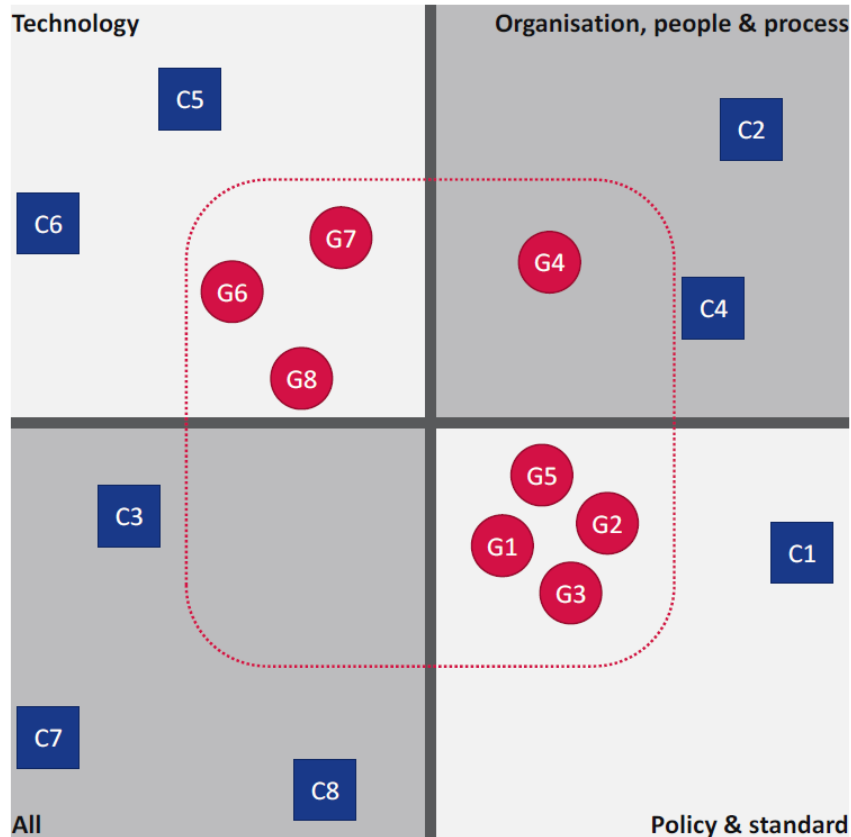 Technology
Organisation, people & process
C5
C2
C6
G7
G4
G6
C4
G8
G5
C3
G2
G1
C1
G3
C7
C8
All
Policy & standard